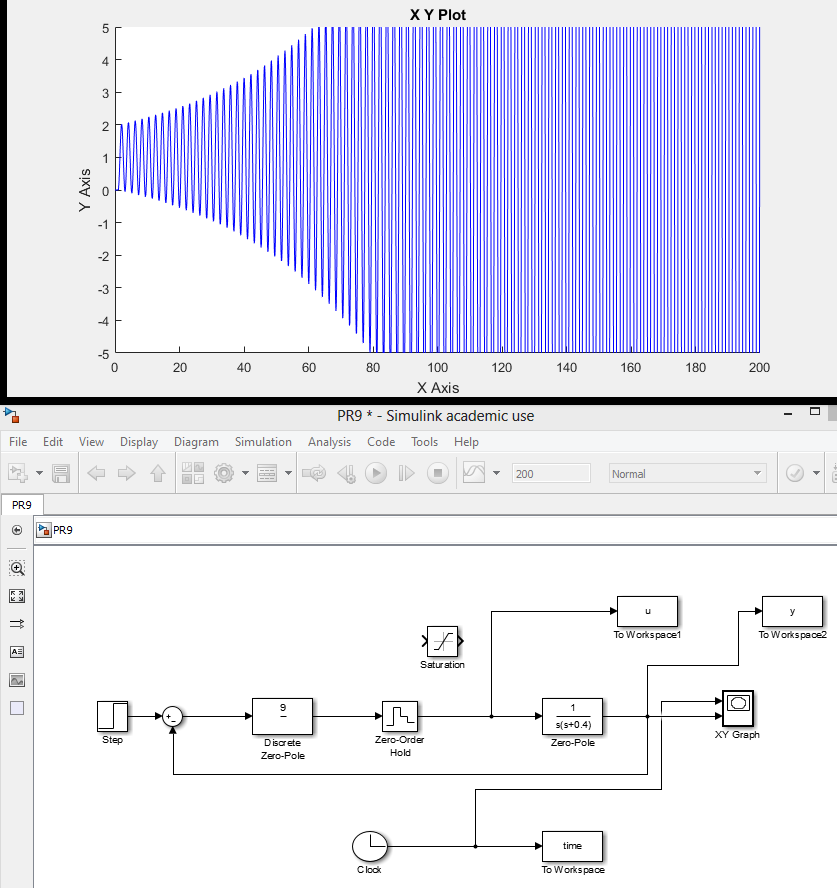 X Y Plot
5
4
3
2
1
0
-1
-2
-3
-4
-5
Y Axis
0 20 40 60 80 100 120 140 160 180 200
X Axis
PR9 * - Simulink academic use
File Edit View Display Diagram Simulation Analysis Code Tools Help
200 Normal
PR9
PR9
u
To Workspace1
y
To Workspace2
Saturation
Step
+
-
9
Discrete
Zero-Pole
Zero-Order
Hold
1
s(s+0.4)
Zero-Pole
XY Graph
Clock
time
To Workspace